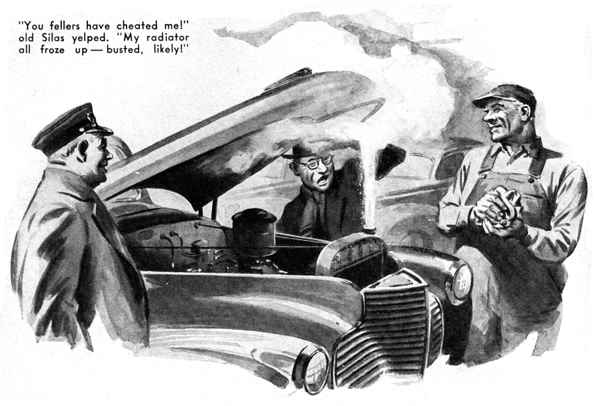 "You fellers have cheated me!"
old Silas yelped. "My radiator
all froze up — busted, likely!"